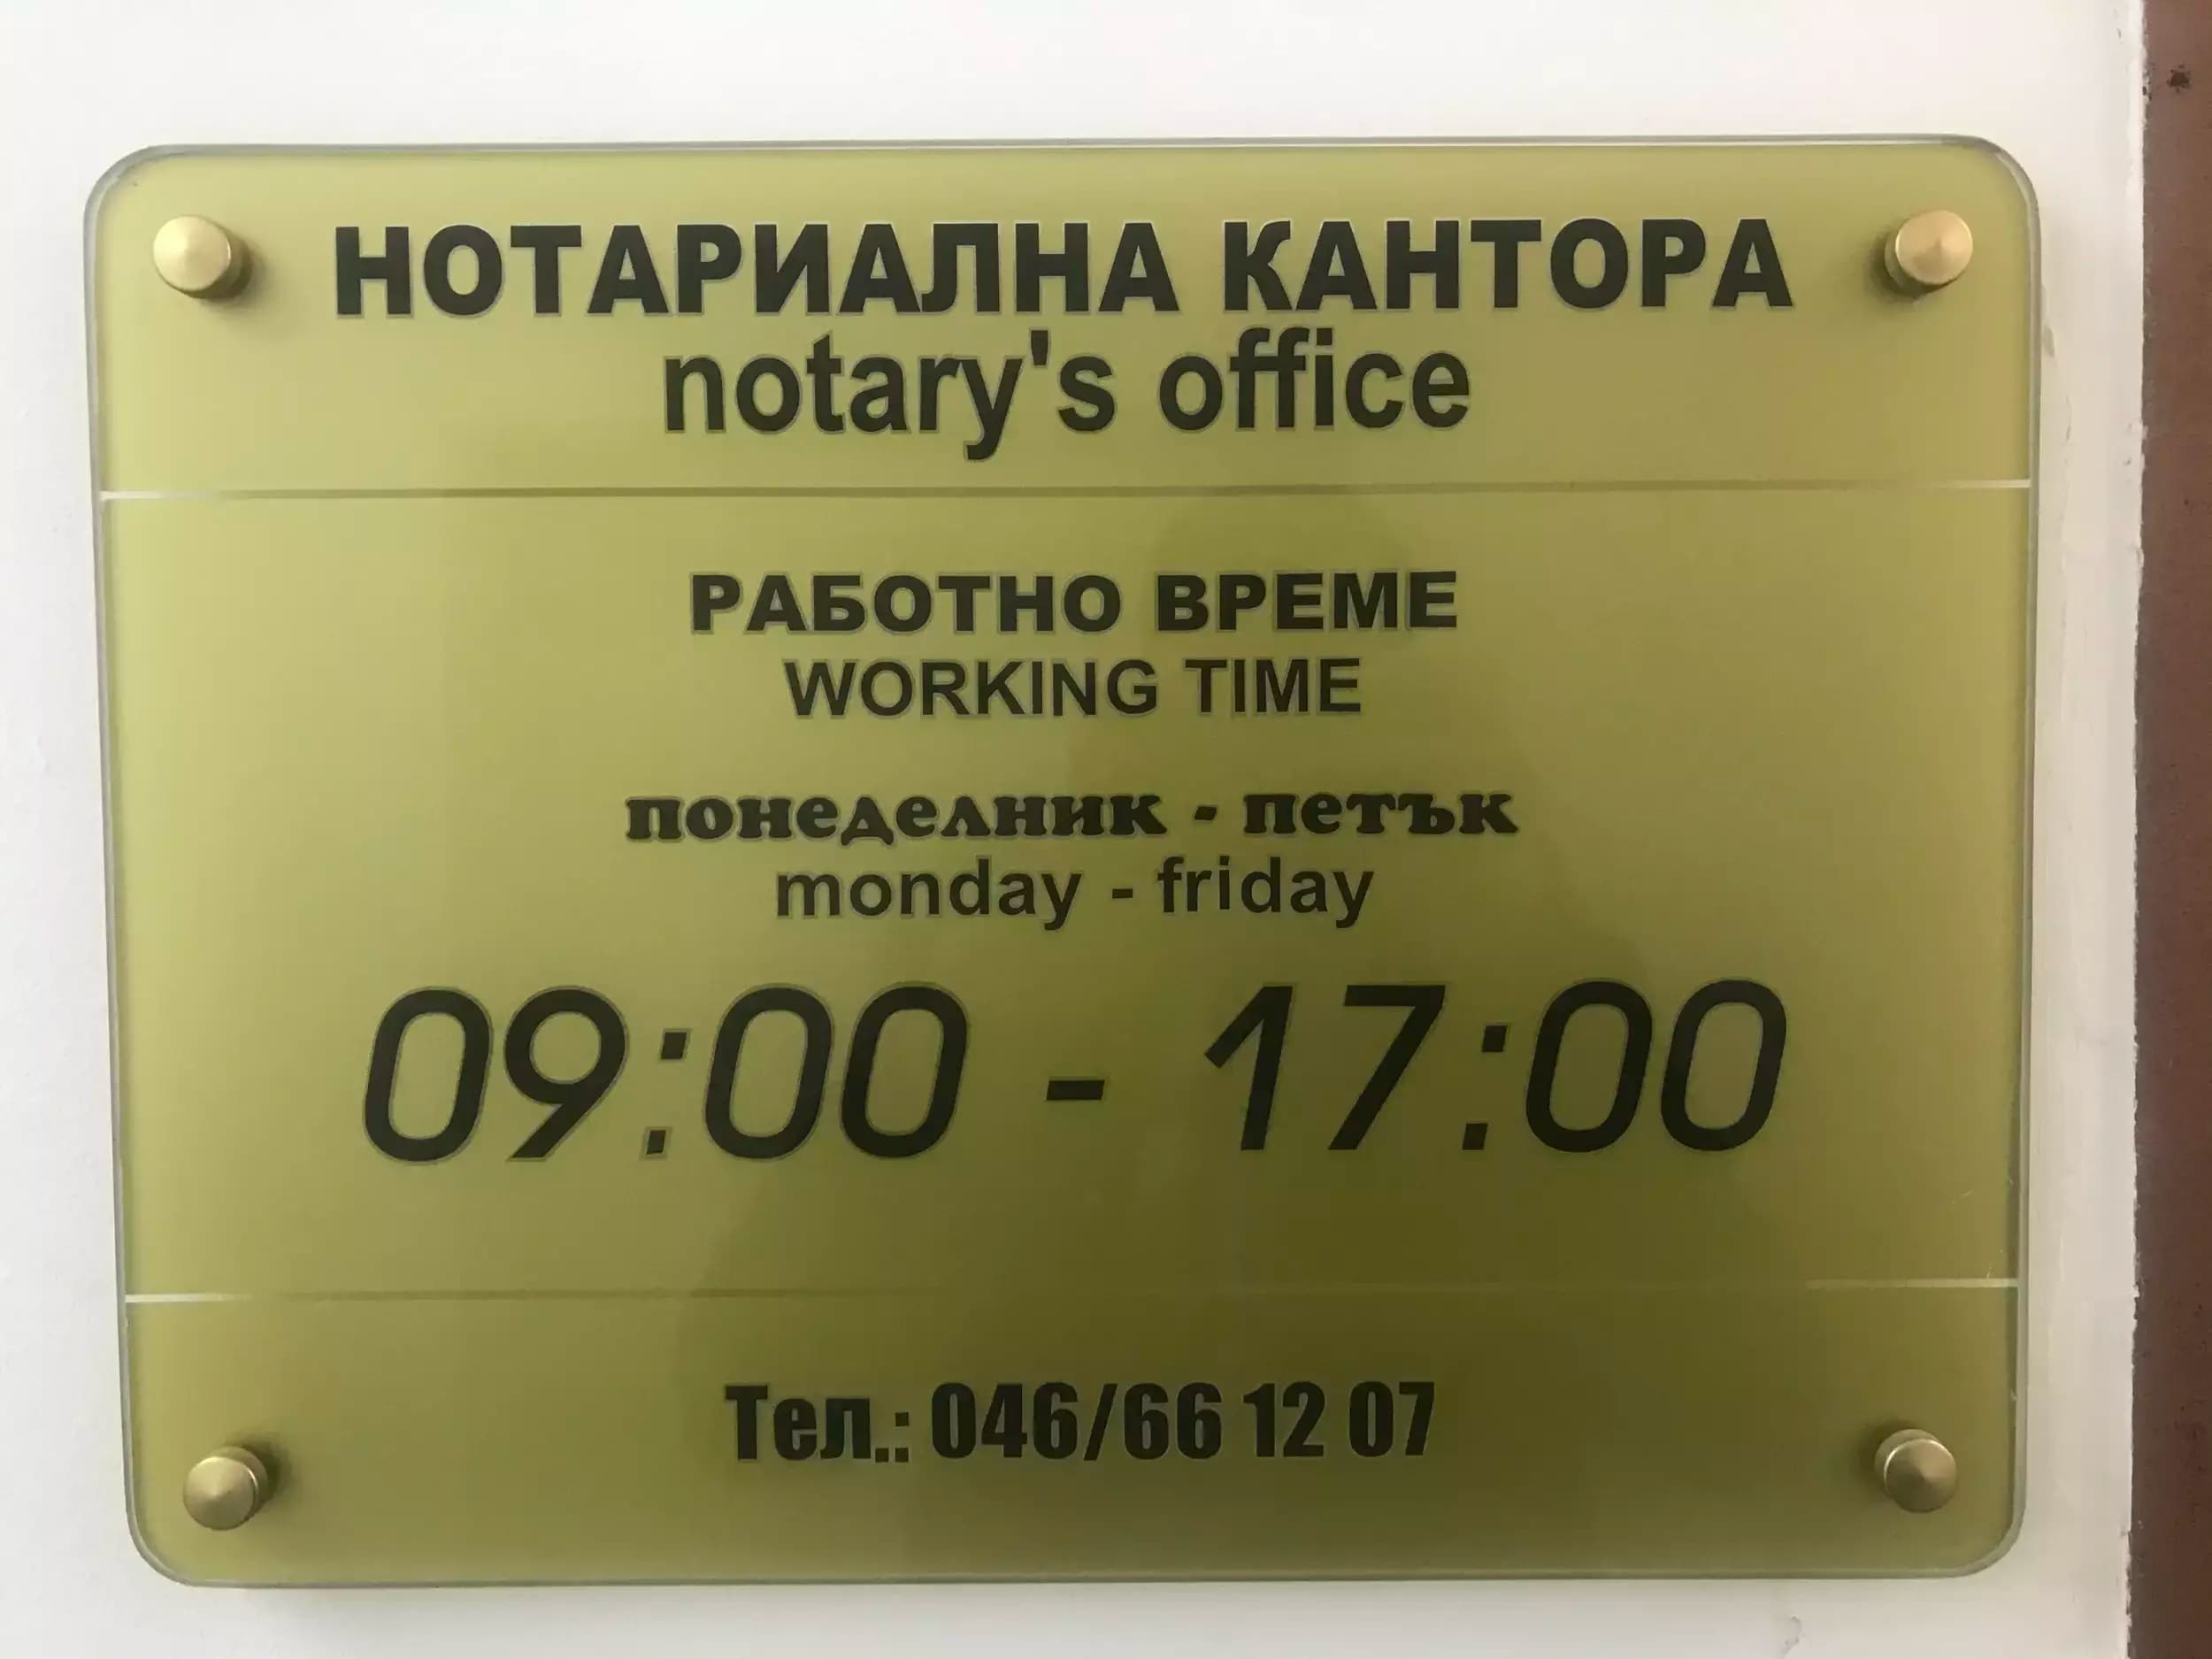 НОТАРИАЛНА КАНТОРА
notary's office
РАБОТНО ВРЕМЕ
WORKING TIME
понеделник - петък
monday - friday
09:00 - 17:00
Тел.: 046/66 12 07